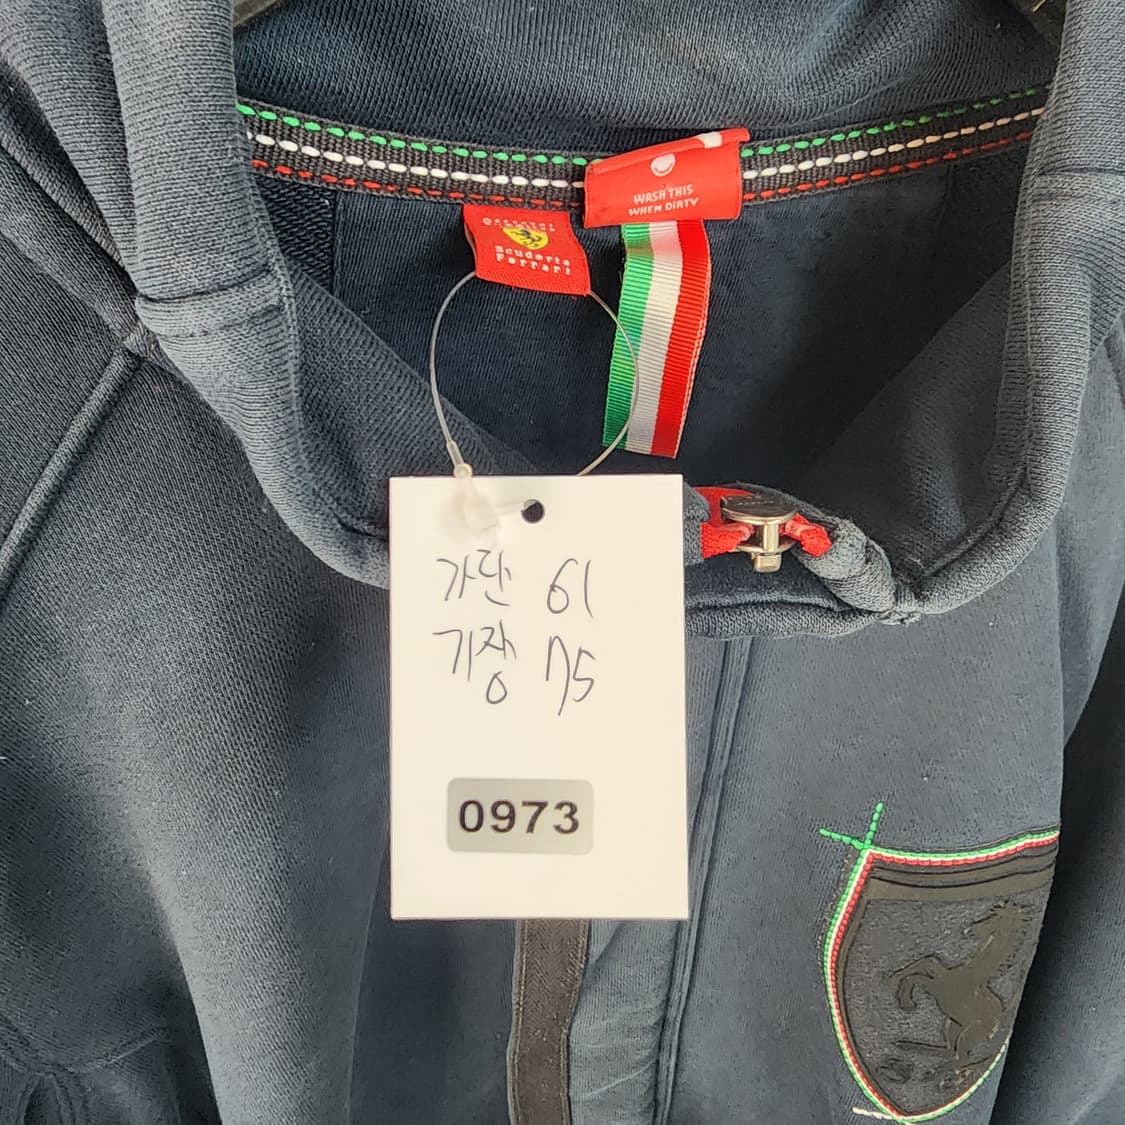 WASH THIS
WHEN DIRTY
Scuderia
Ferrari
가단 61
기장 75
0973